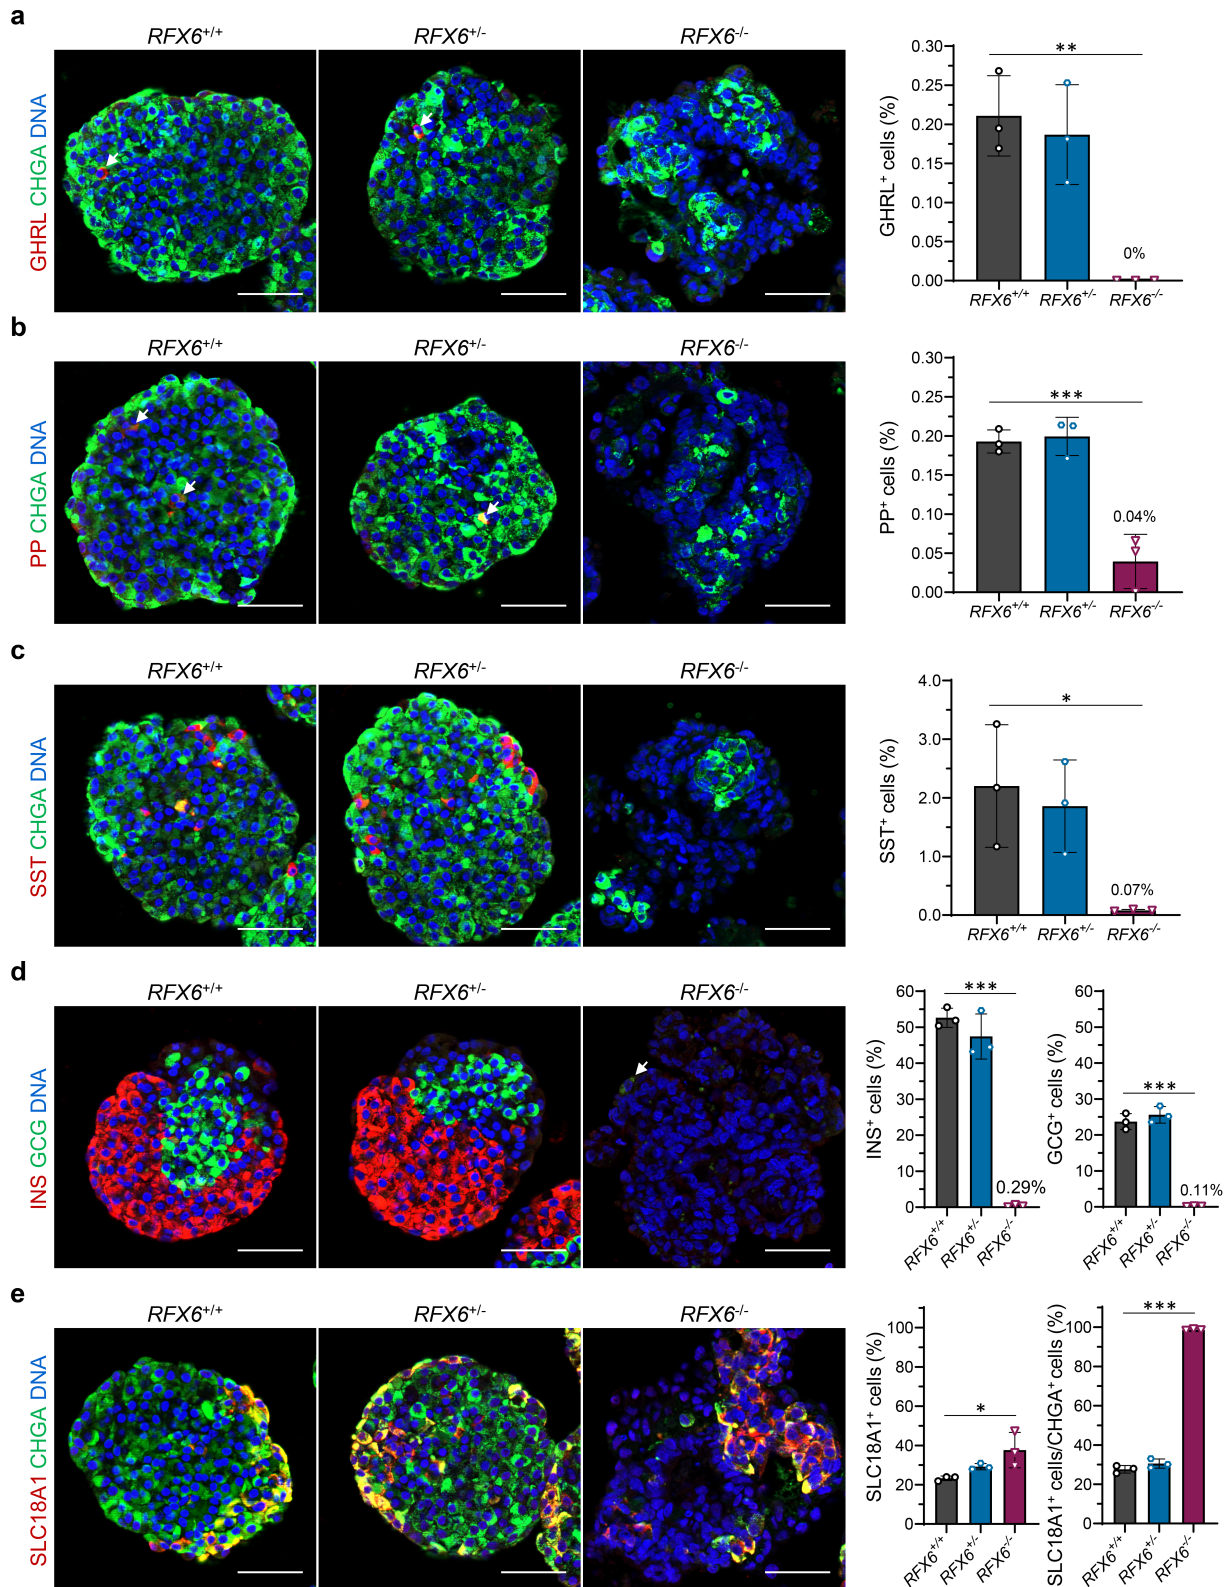 a
RFX6+/+ RFX6+/- RFX6-/-
GHRL CHGA DNA
GHRL+ cells (%)
0.30
0.25
0.20
0.15
0.10
0.05
0.00
**
0%
RFX6+/+ RFX6+/- RFX6-/-
b
RFX6+/+ RFX6+/- RFX6-/-
PP CHGA DNA
PP+ cells (%)
0.30
0.25
0.20
0.15
0.10
0.05
0.00
***
0.04%
RFX6+/+ RFX6+/- RFX6-/-
c
RFX6+/+ RFX6+/- RFX6-/-
SST CHGA DNA
SST+ cells (%)
4.0
3.0
2.0
1.0
0.0
*
0.07%
RFX6+/+ RFX6+/- RFX6-/-
d
RFX6+/+ RFX6+/- RFX6-/-
INS GCG DNA
INS+ cells (%)
60
50
40
30
20
10
0
***
0.29%
RFX6+/+ RFX6+/- RFX6-/-
GCG+ cells (%)
60
50
40
30
20
10
0
***
0.11%
RFX6+/+ RFX6+/- RFX6-/-
e
RFX6+/+ RFX6+/- RFX6-/-
SLC18A1 CHGA DNA
SLC18A1+ cells (%)
100
80
60
40
20
0
*
RFX6+/+ RFX6+/- RFX6-/-
SLC18A1+ cells/CHGA+ cells (%)
100
80
60
40
20
0
***
RFX6+/+ RFX6+/- RFX6-/-